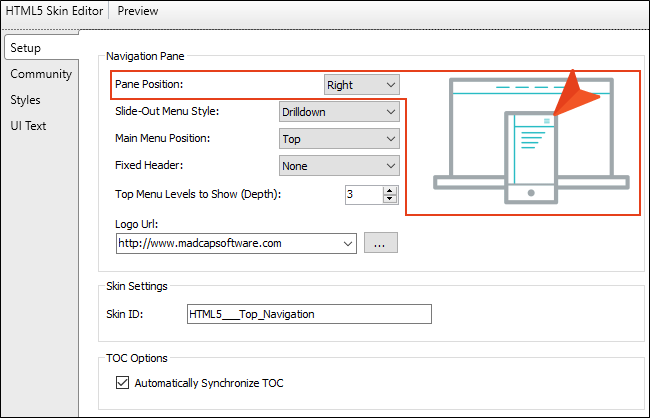 HTML5 Skin Editor Preview
Setup
Community
Styles
UI Text
Navigation Pane
Pane Position: Right
Slide-Out Menu Style: Drilldown
Main Menu Position: Top
Fixed Header: None
Top Menu Levels to Show (Depth): 3
Logo Url:
http://www.madcapsoftware.com ...
Skin Settings
Skin ID: HTML5___Top_Navigation
TOC Options
Automatically Synchronize TOC